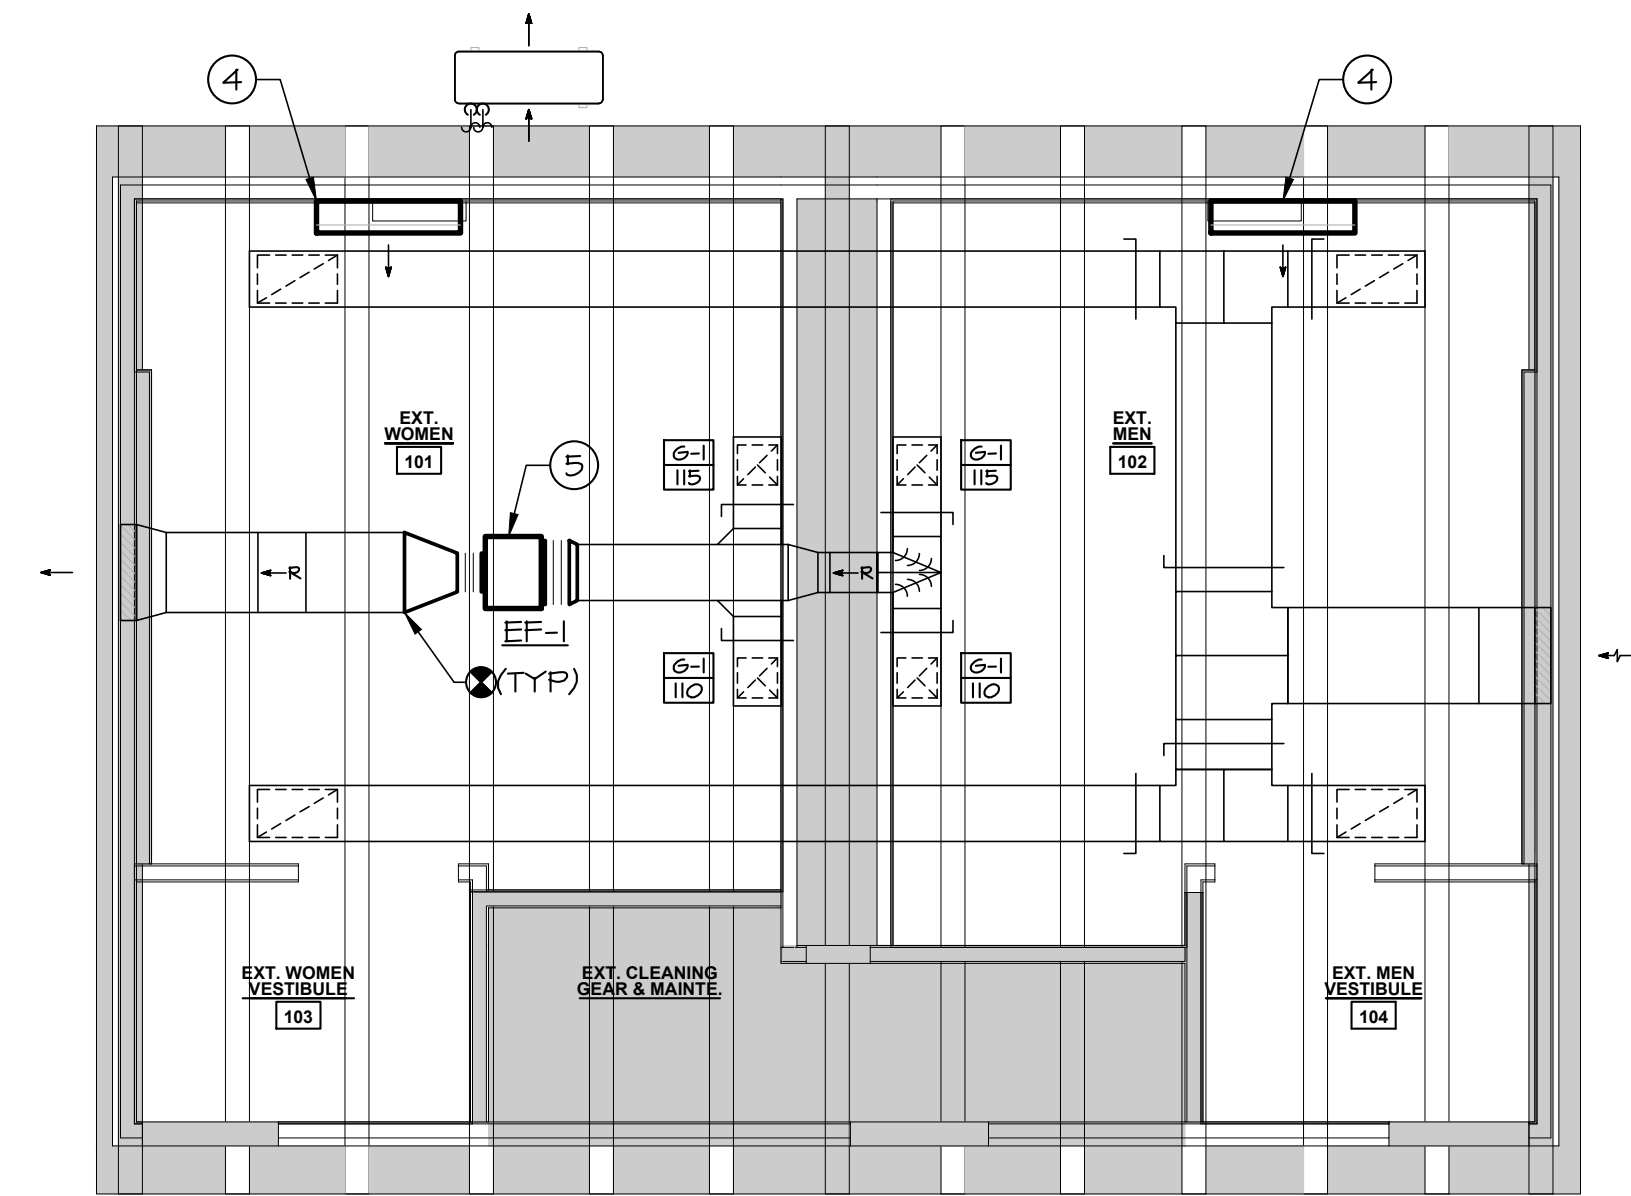 4
4
EXT.
WOMEN
101
EXT.
MEN
102
5
G-1
115
G-1
115
R
R
EF-1
(TYP)
G-1
110
G-1
110
EXT. WOMEN
VESTIBULE
103
EXT. CLEANING
GEAR & MAINTE.
EXT. MEN
VESTIBULE
104